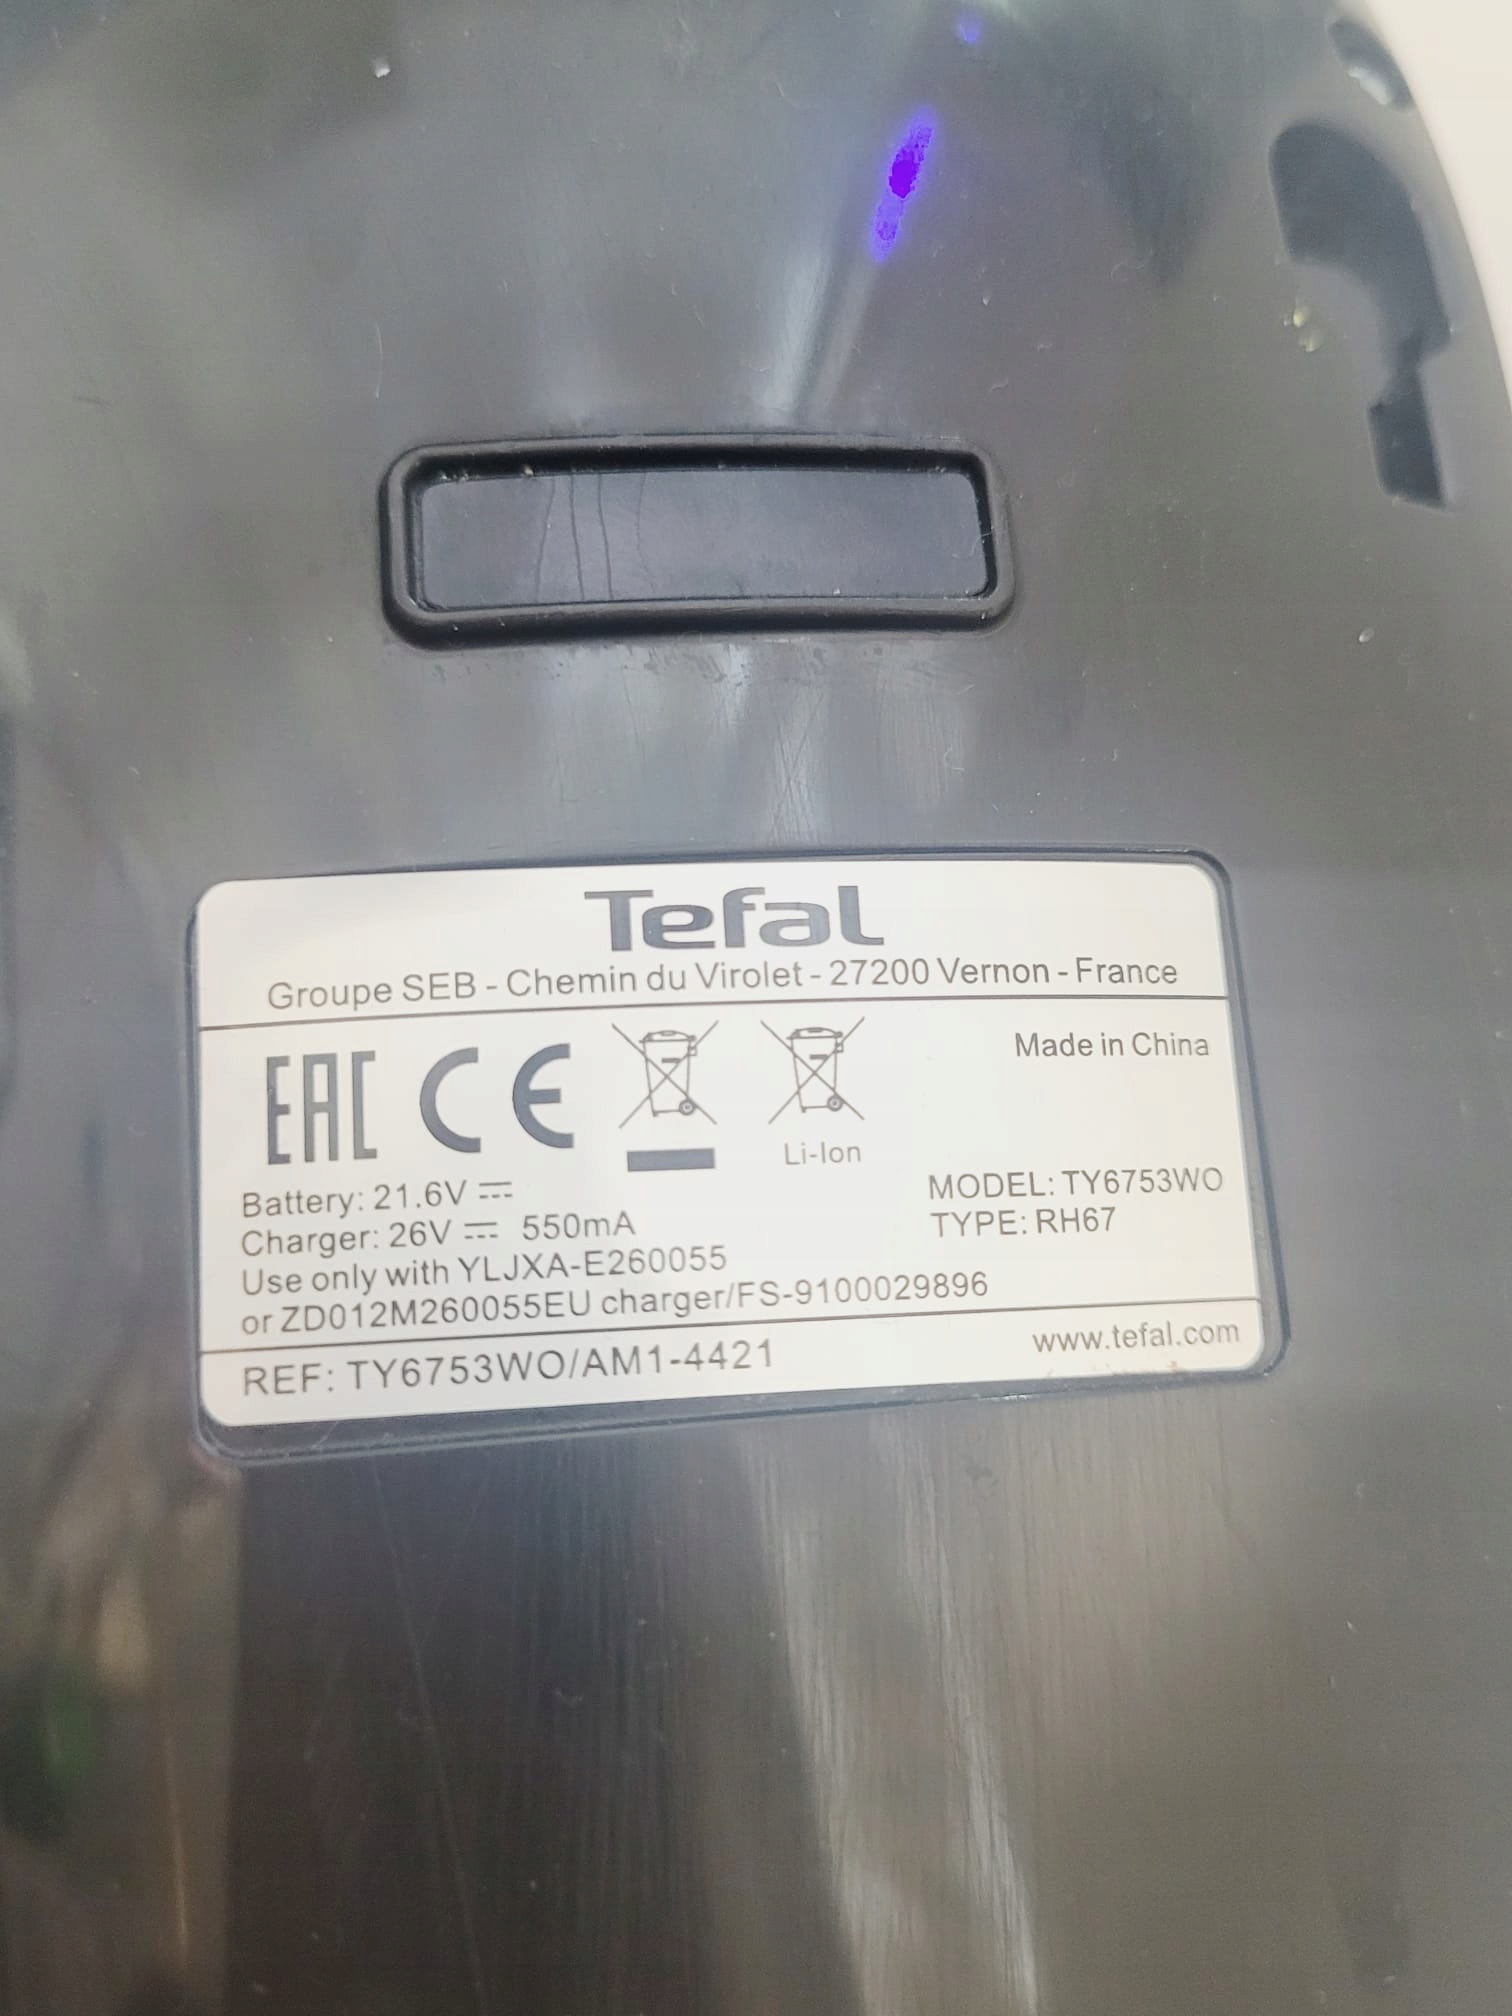 Tefal
Groupe SEB - Chemin du Virolet - 27200 Vernon - France
EAC CE
Made in China
Li-Ion
Battery: 21.6V ⎓
Charger: 26V ⎓ 550mA
MODEL: TY6753WO
TYPE: RH67
Use only with YLJXA-E260055
or ZD012M260055EU charger/FS-9100029896
REF: TY6753WO/AM1-4421
www.tefal.com